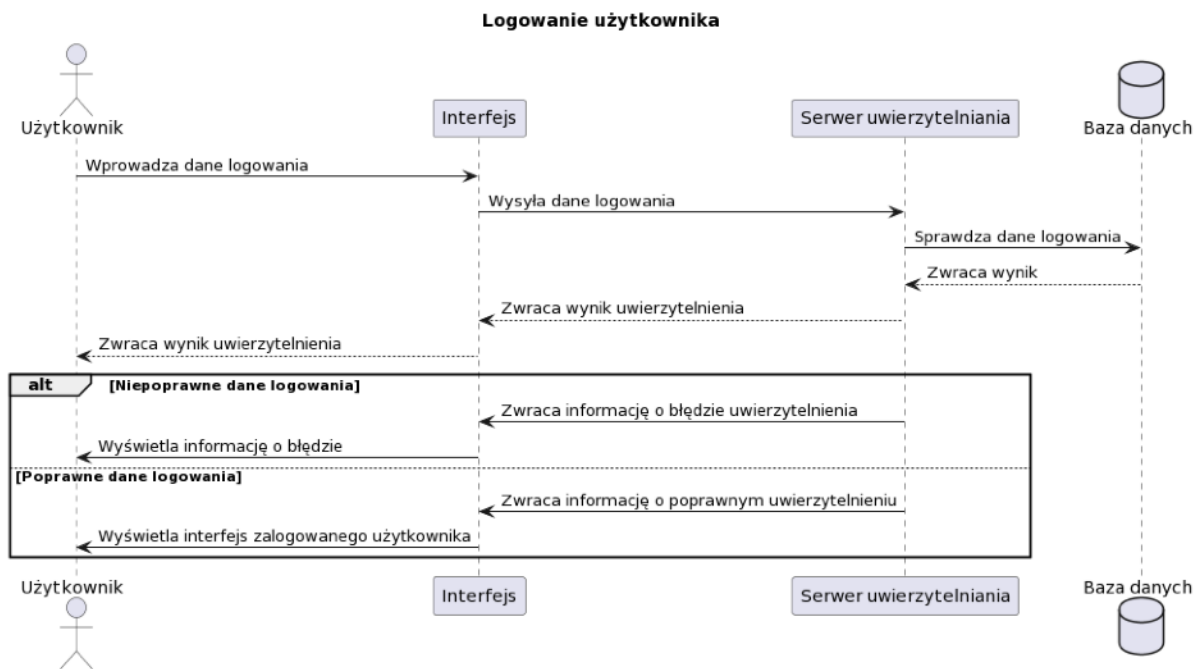 Logowanie użytkownika
Użytkownik
Interfejs
Serwer uwierzytelniania
Baza danych
Wprowadza dane logowania
Wysyła dane logowania
Sprawdza dane logowania
Zwraca wynik
Zwraca wynik uwierzytelnienia
Zwraca wynik uwierzytelnienia
alt [Niepoprawne dane logowania]
Zwraca informację o błędzie uwierzytelnienia
Wyświetla informację o błędzie
[Poprawne dane logowania]
Zwraca informację o poprawnym uwierzytelnieniu
Wyświetla interfejs zalogowanego użytkownika
Użytkownik
Interfejs
Serwer uwierzytelniania
Baza danych